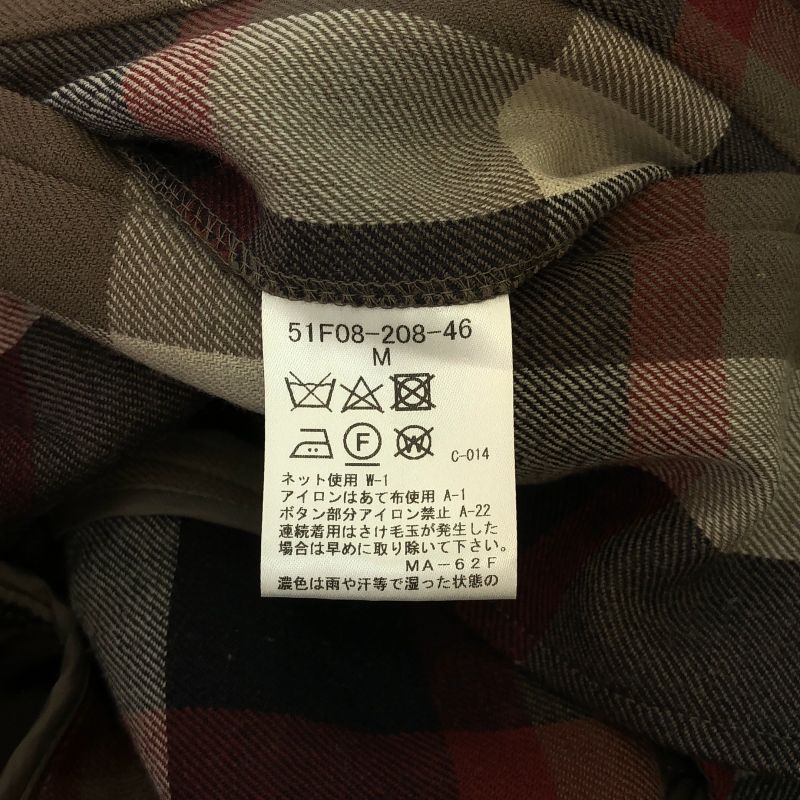 51F08-208-46
M
F W C-014
ネット使用 W-1
アイロンはあて布使用 A-1
ボタン部分アイロン禁止 A-22
連続着用はさけ毛玉が発生した
場合は早めに取り除いて下さい。
MA-62F
濃色は雨や汗等で湿った状態の